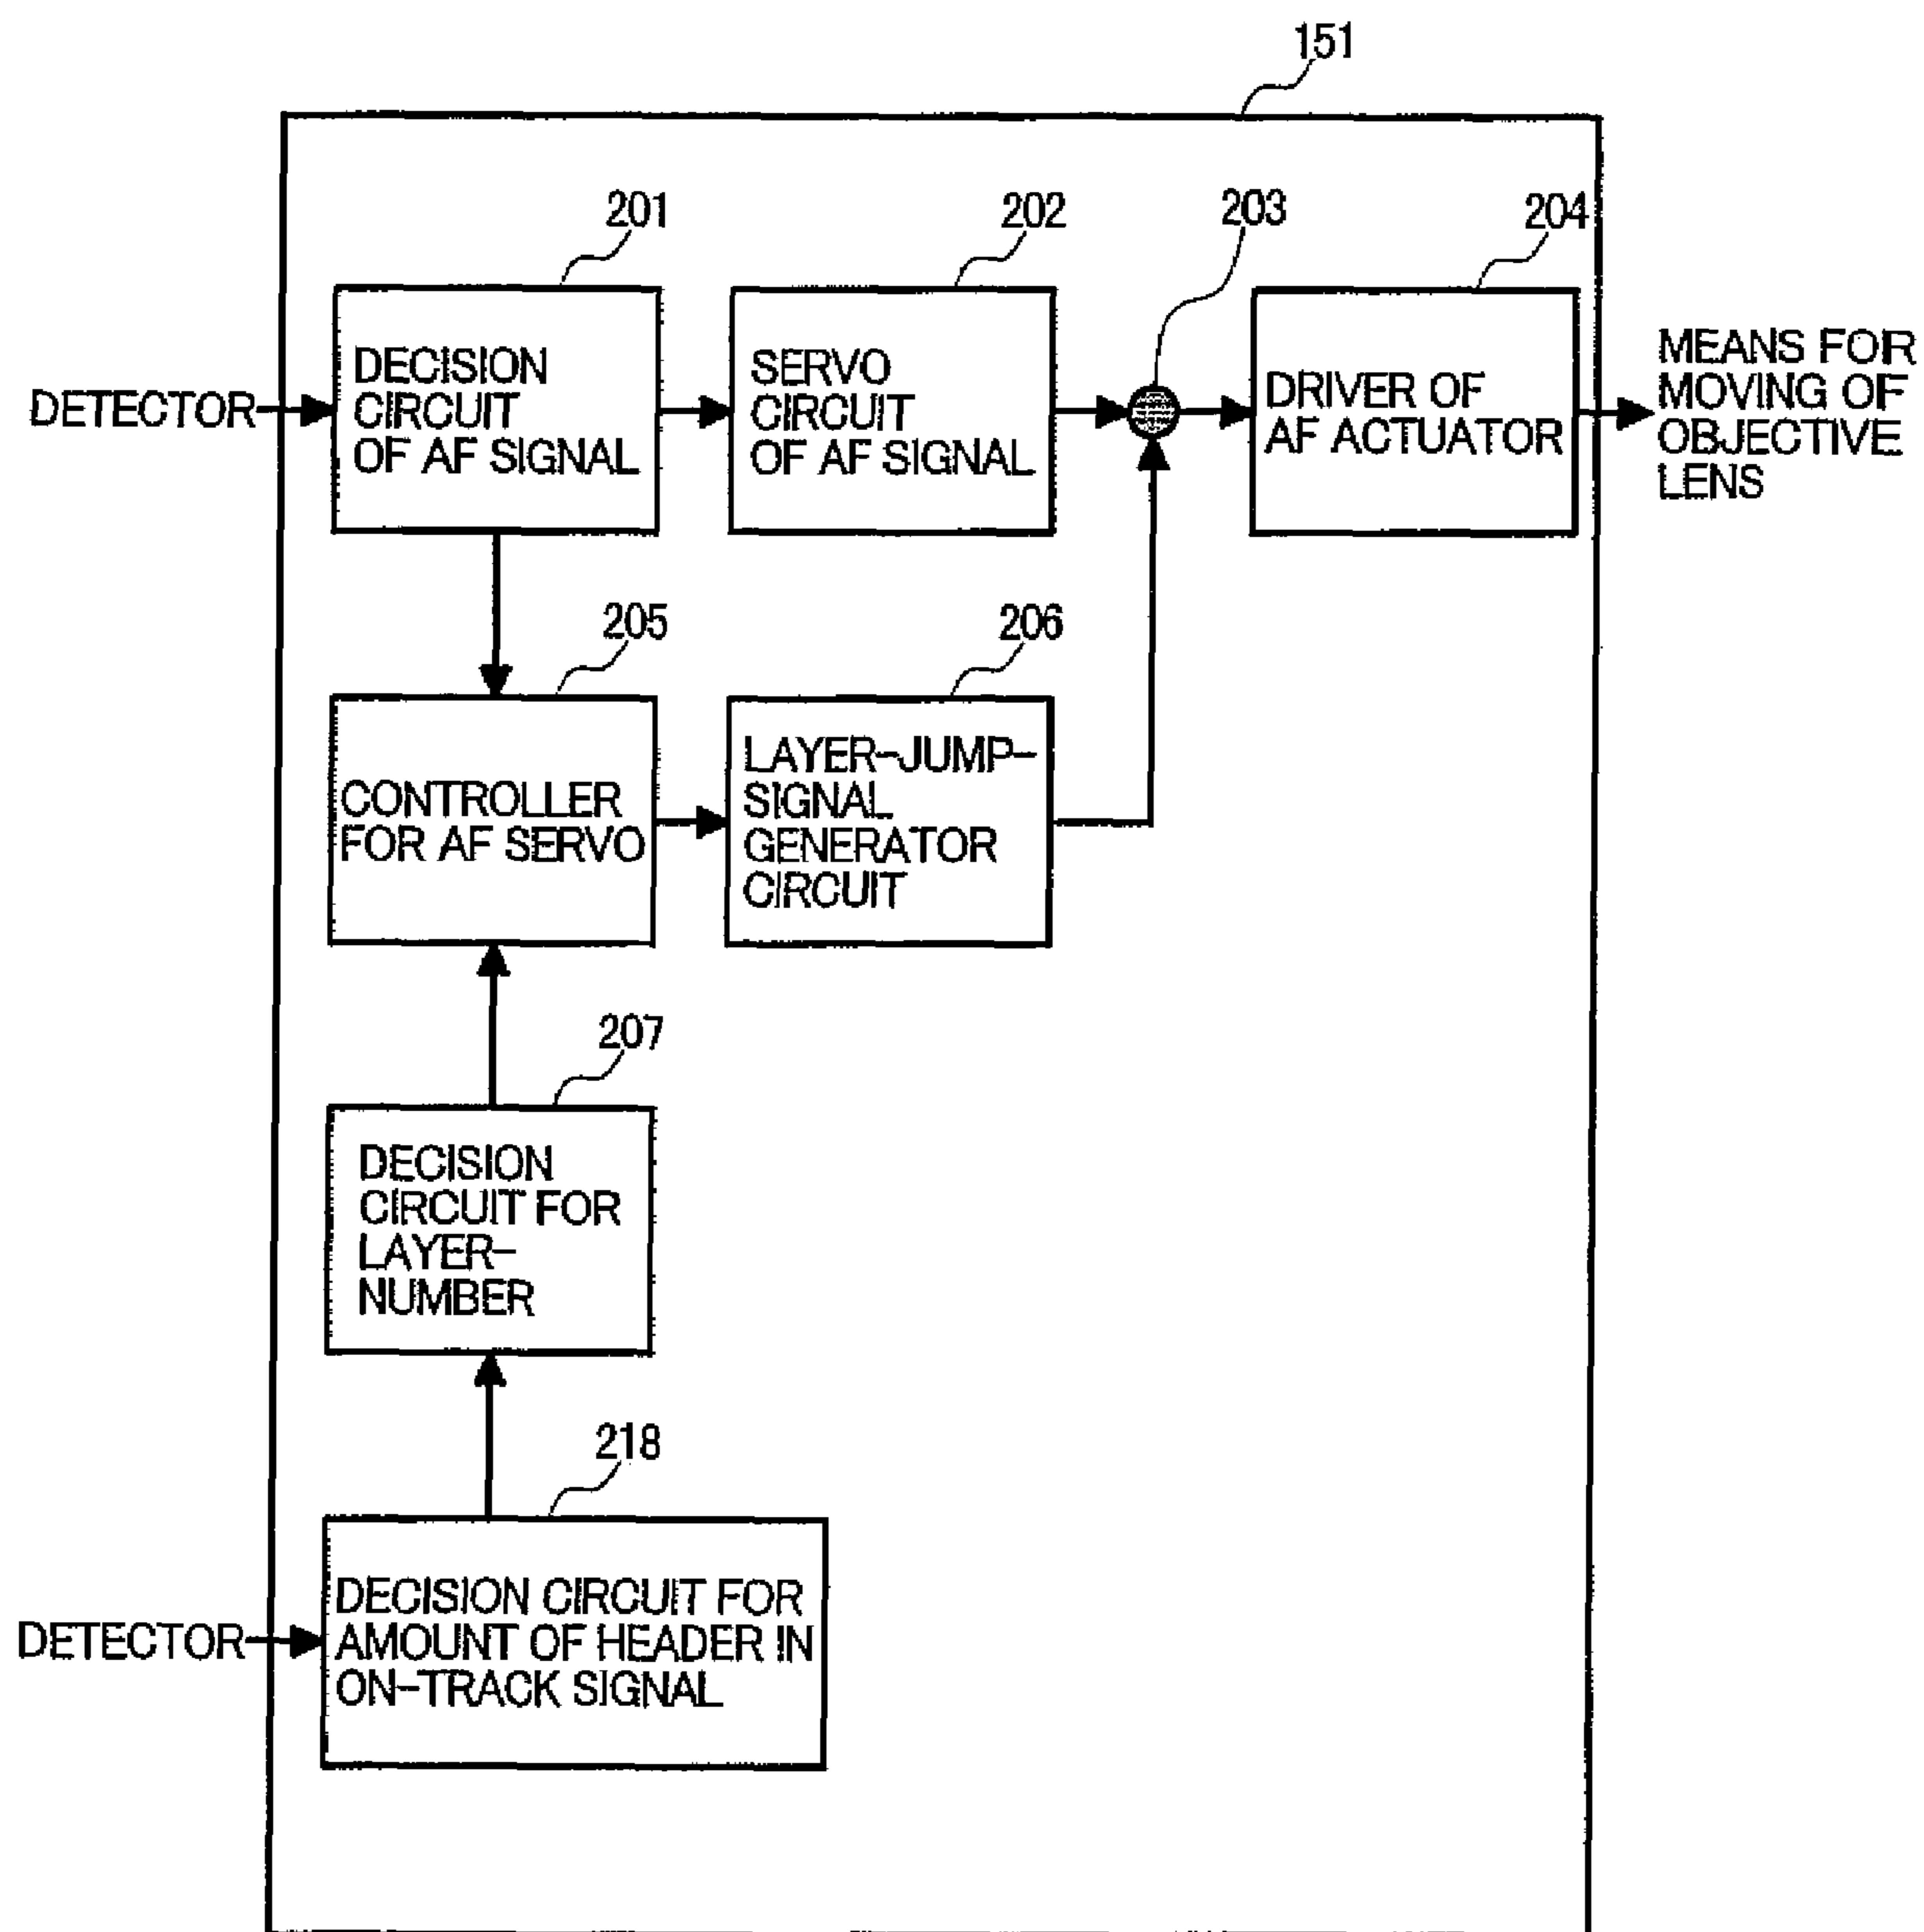 151
201
202
203
204
DETECTOR
DECISION
CIRCUIT
OF AF SIGNAL
SERVO
CIRCUIT
OF AF SIGNAL
DRIVER OF
AF ACTUATOR
MEANS FOR
MOVING OF
OBJECTIVE
LENS
205
206
CONTROLLER
FOR AF SERVO
LAYER-JUMP-
SIGNAL
GENERATOR
CIRCUIT
207
DECISION
CIRCUIT FOR
LAYER-
NUMBER
218
DETECTOR
DECISION CIRCUIT FOR
AMOUNT OF HEADER IN
ON-TRACK SIGNAL